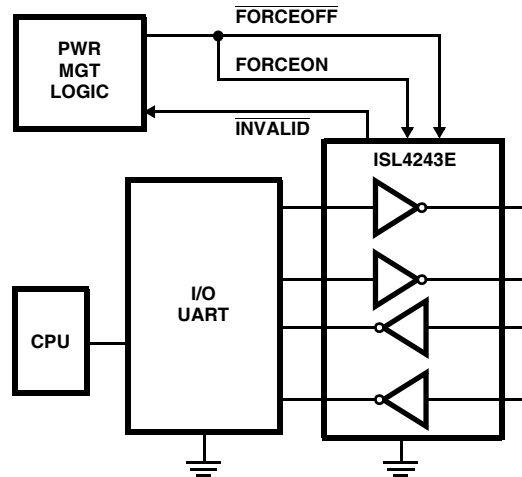 FORCEOFF
PWR
MGT
LOGIC
FORCEON
INVALID
ISL4243E
I/O
UART
CPU